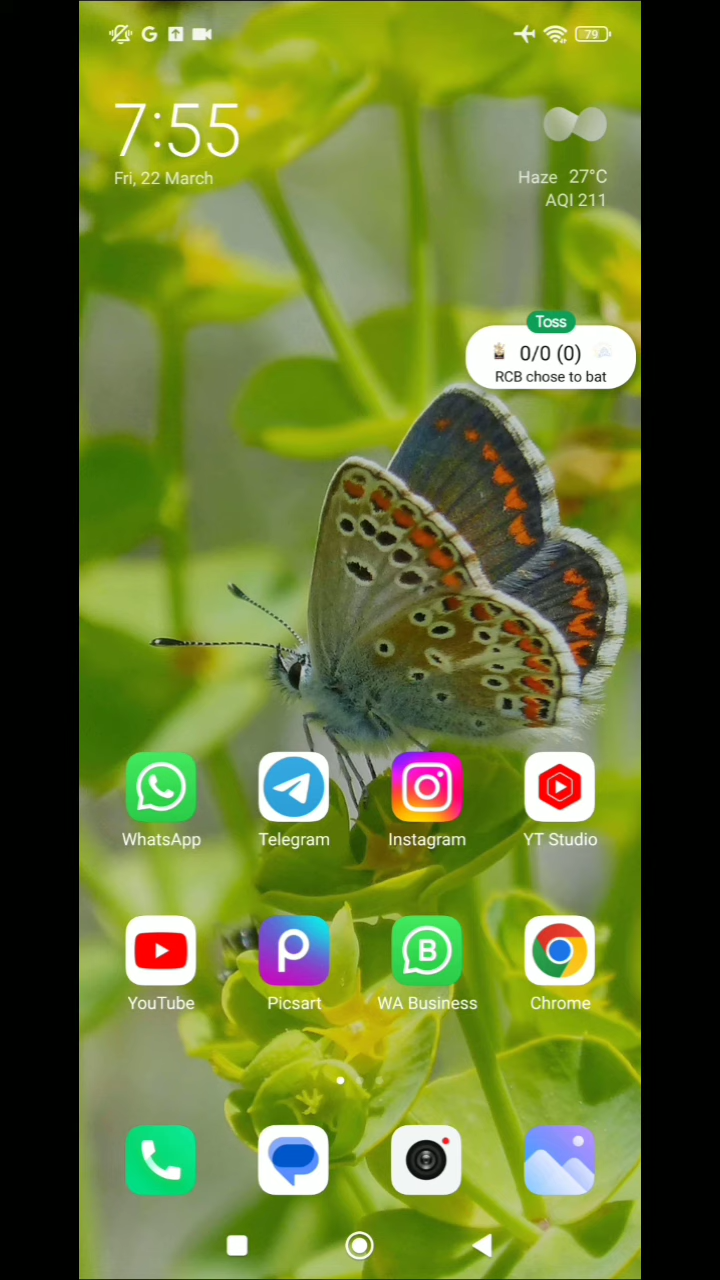 79
7:55
Fri, 22 March
Haze 27°C
AQI 211
Toss
0/0 (0)
RCB chose to bat
WhatsApp
Telegram
Instagram
YT Studio
YouTube
Picsart
WA Business
Chrome